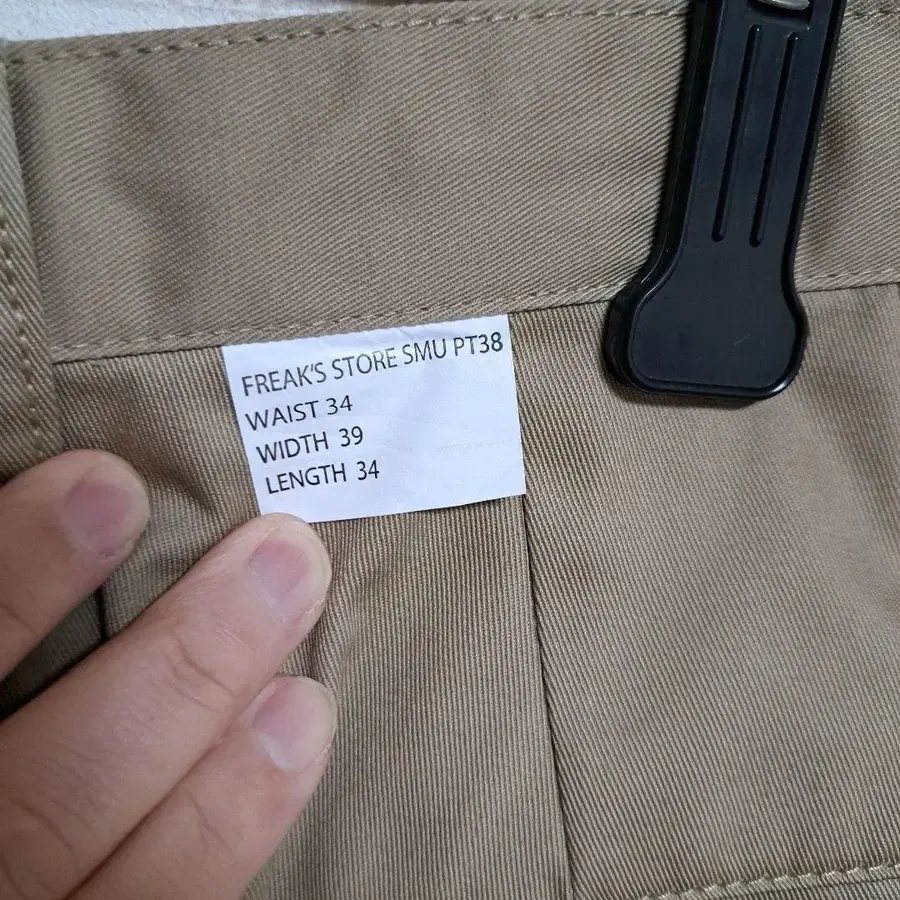 FREAK'S STORE SMU PT38
WAIST 34
WIDTH 39
LENGTH 34